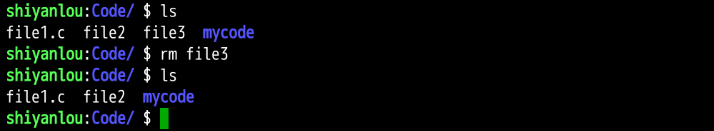 shiyanlou:Code/ $ ls
file1.c  file2  file3  mycode
shiyanlou:Code/ $ rm file3
shiyanlou:Code/ $ ls
file1.c  file2  mycode
shiyanlou:Code/ $